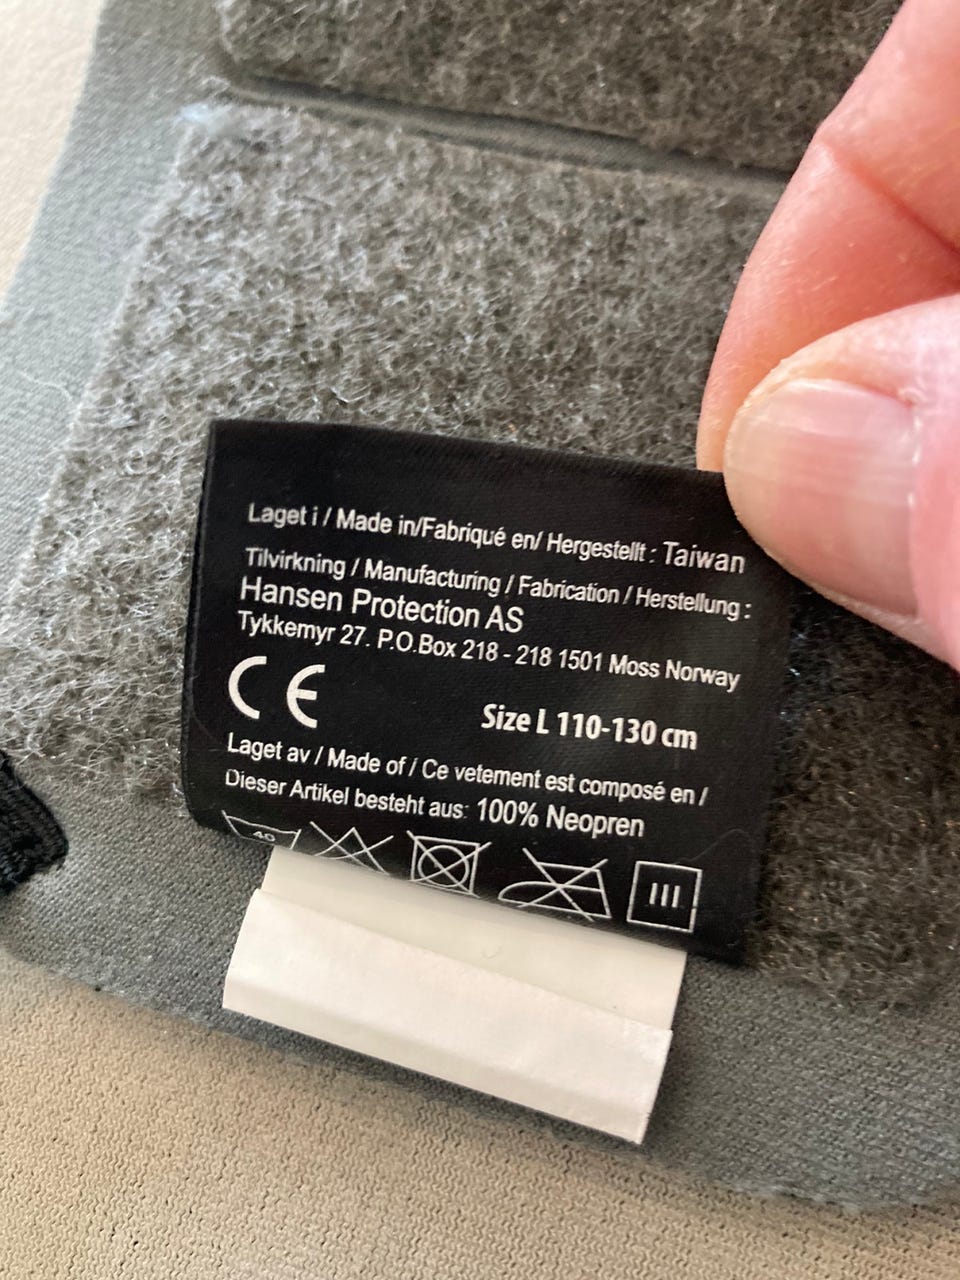 Laget i / Made in/Fabriqué en/ Hergestellt : Taiwan
Tilvirkning / Manufacturing / Fabrication / Herstellung :
Hansen Protection AS
Tykkemyr 27. P.O.Box 218 - 218 1501 Moss Norway
CE
Size L 110-130 cm
Laget av / Made of / Ce vetement est composé en /
Dieser Artikel besteht aus: 100% Neopren
40